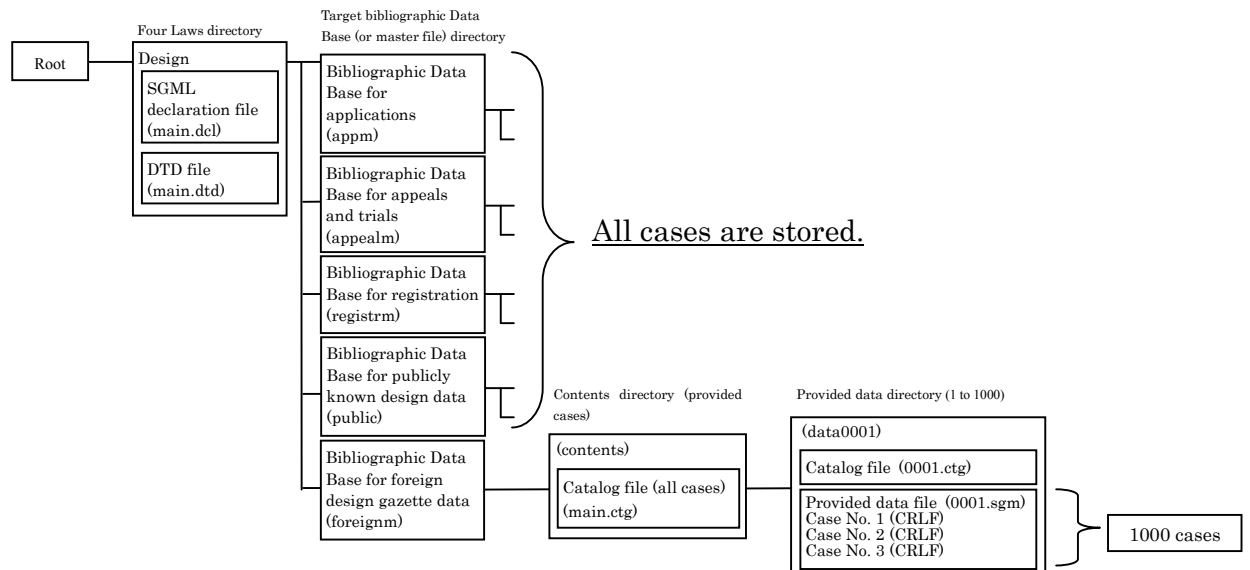 Root
Four Laws directory
Design
SGML
declaration file
(main.dcl)
DTD file
(main.dtd)
Target bibliographic Data
Base (or master file) directory
Bibliographic Data
Base for
applications
(appm)
Bibliographic Data
Base for appeals
and trials
(appealm)
Bibliographic Data
Base for registration
(registrm)
Bibliographic Data
Base for publicly
known design data
(public)
Bibliographic Data
Base for foreign
design gazette data
(foreignm)
All cases are stored.
Contents directory (provided
cases)
(contents)
Catalog file (all cases)
(main.ctg)
Provided data directory (1 to 1000)
(data0001)
Catalog file (0001.ctg)
Provided data file (0001.sgm)
Case No. 1 (CRLF)
Case No. 2 (CRLF)
Case No. 3 (CRLF)
1000 cases